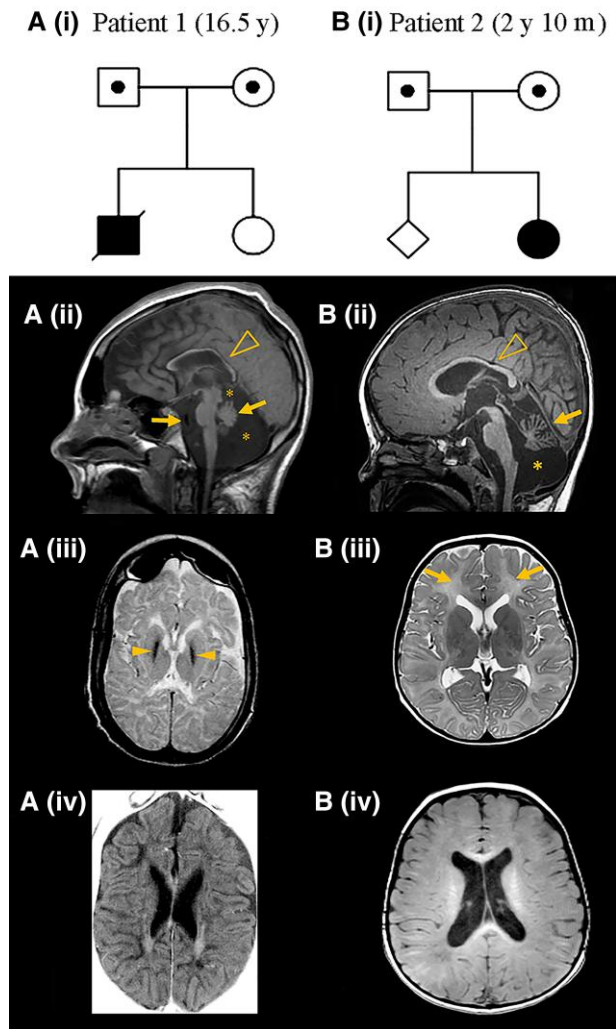 A (i) Patient 1 (16.5 y)
B (i) Patient 2 (2 y 10 m)
A (ii)
B (ii)
*
*
*
A (iii)
B (iii)
A (iv)
B (iv)